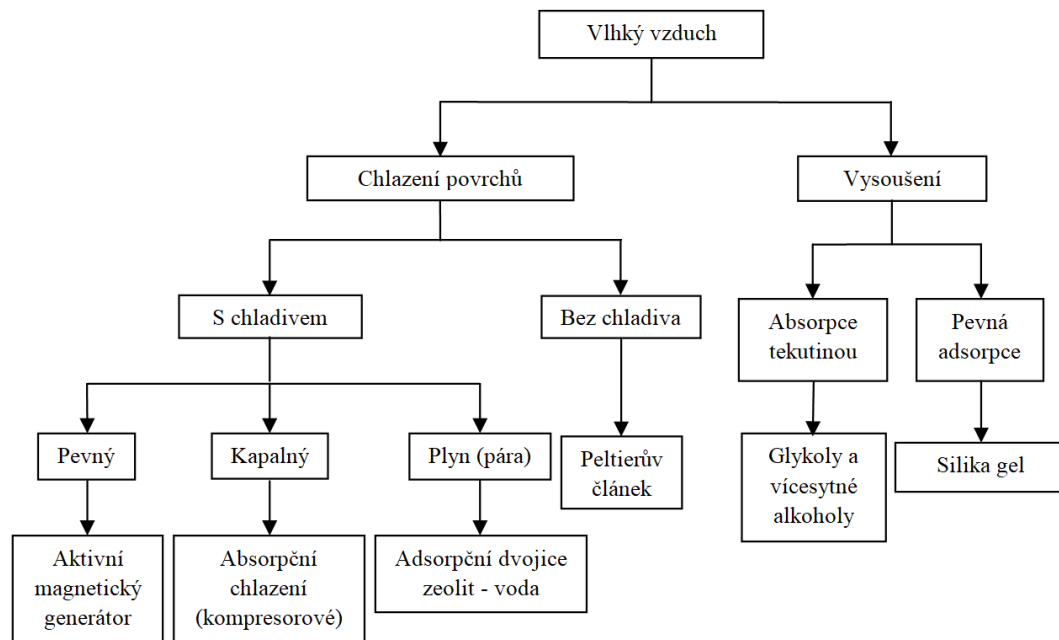 Vlhký vzduch
Chlazení povrchů
Vysoušení
S chladivem
Bez chladiva
Absorpce
tekutinou
Pevná
adsorpce
Pevný
Kapalný
Plyn (pára)
Peltierův
článek
Glykoly a
vícesytné
alkoholy
Silika gel
Aktivní
magnetický
generátor
Absorpční
chlazení
(kompresorové)
Adsorpční dvojice
zeolit - voda